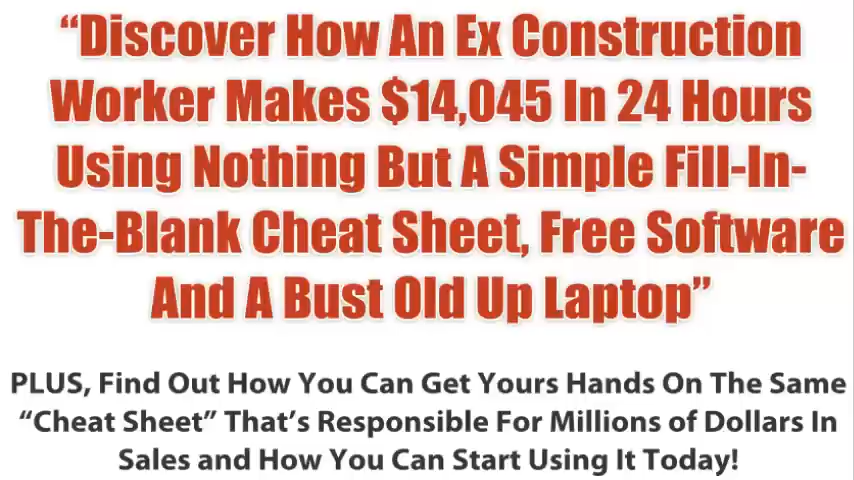 “Discover How An Ex Construction
Worker Makes $14,045 In 24 Hours
Using Nothing But A Simple Fill-In-
The-Blank Cheat Sheet, Free Software
And A Bust Old Up Laptop”
PLUS, Find Out How You Can Get Yours Hands On The Same
“Cheat Sheet” That’s Responsible For Millions of Dollars In
Sales and How You Can Start Using It Today!